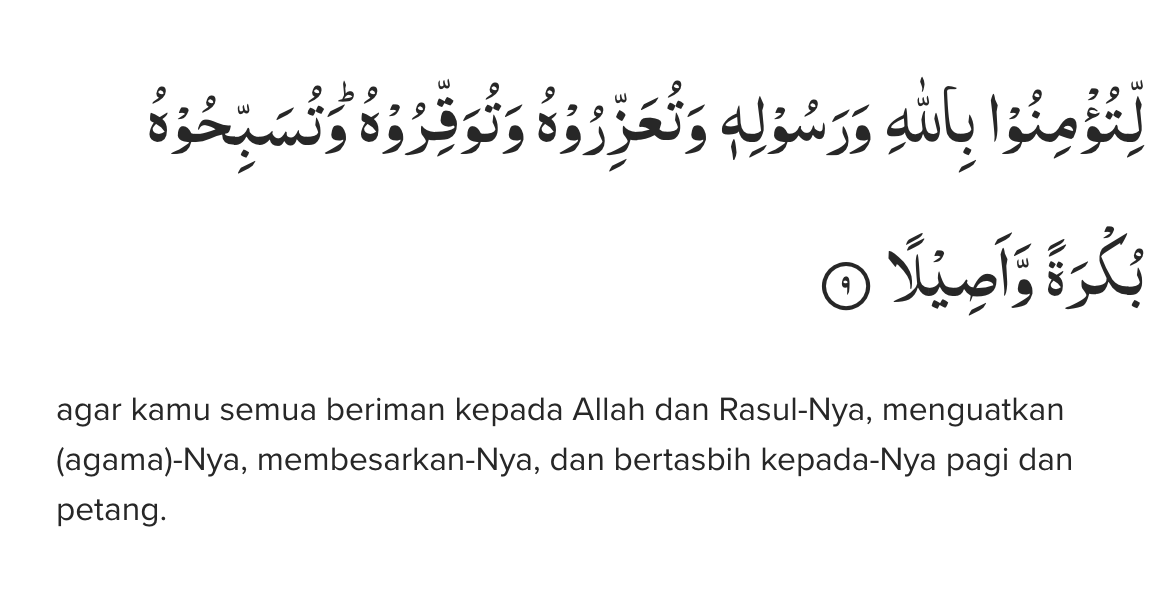 لِّتُؤْمِنُوْا بِاللّٰهِ وَرَسُوْلِهٖ وَتُعَزِّرُوْهُ وَتُوَقِّرُوْهُۗ وَتُسَبِّحُوْهُ
بُكْرَةً وَّاَصِيْلًا ۩
agar kamu semua beriman kepada Allah dan Rasul-Nya, menguatkan
(agama)-Nya, membesarkan-Nya, dan bertasbih kepada-Nya pagi dan
petang.